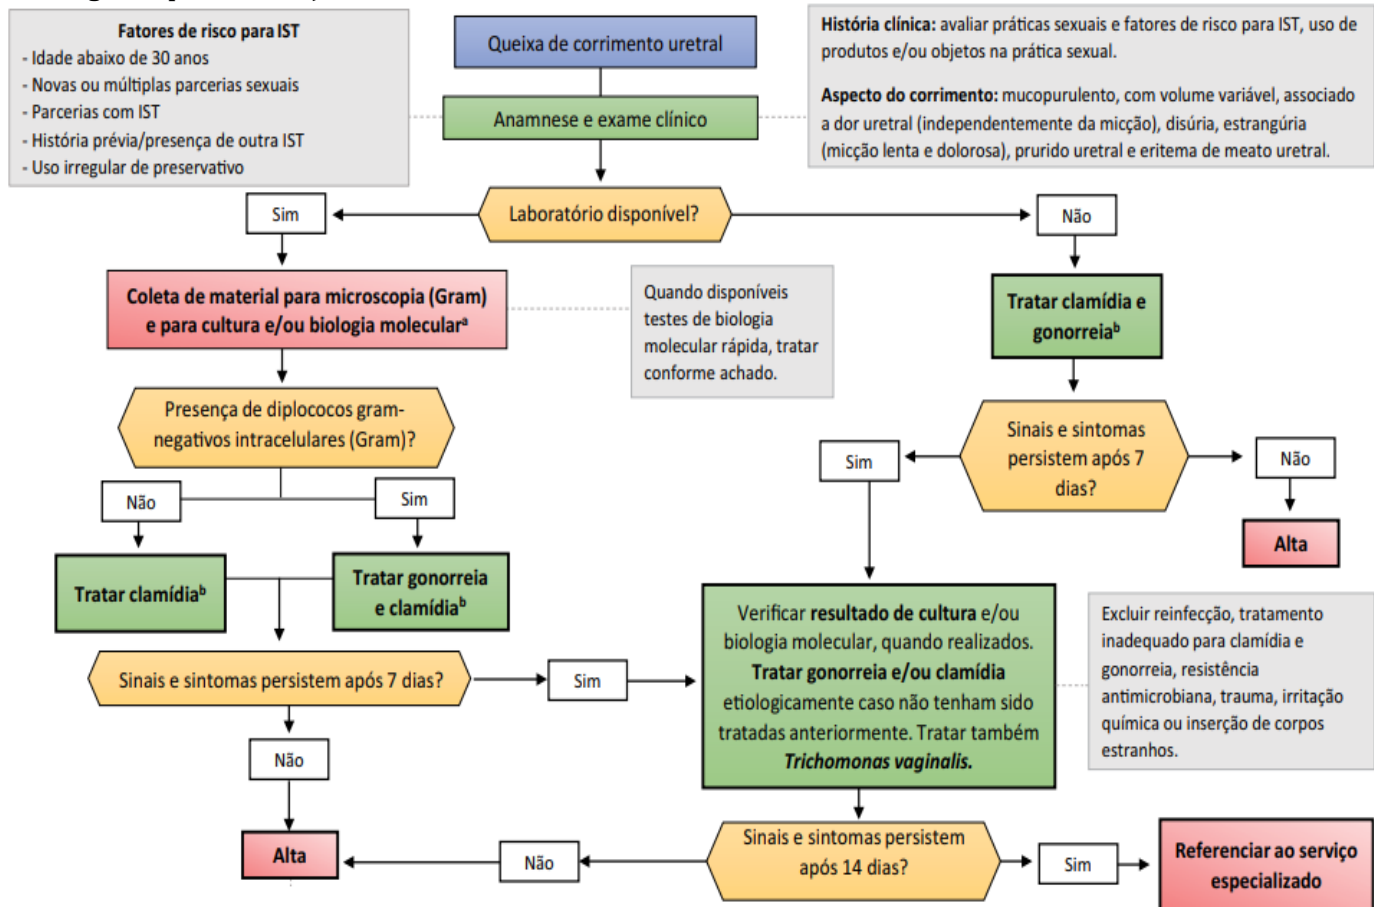 Fatores de risco para IST
- Idade abaixo de 30 anos
- Novas ou múltiplas parcerias sexuais
- Parcerias com IST
- História prévia/presença de outra IST
- Uso irregular de preservativo
Queixa de corrimento uretral
Anamnese e exame clínico
História clínica: avaliar práticas sexuais e fatores de risco para IST, uso de
produtos e/ou objetos na prática sexual.
Aspecto do corrimento: mucopurulento, com volume variável, associado
a dor uretral (independentemente da micção), disúria, estrangúria
(micção lenta e dolorosa), prurido uretral e eritema de meato uretral.
Laboratório disponível?
Sim
Não
Coleta de material para microscopia (Gram)
e para cultura e/ou biologia molecularᵃ
Quando disponíveis
testes de biologia
molecular rápida, tratar
conforme achado.
Tratar clamídia e
gonorreiaᵇ
Presença de diplococos gram-
negativos intracelulares (Gram)?
Sinais e sintomas
persistem após 7
dias?
Sim
Não
Não
Sim
Alta
Tratar clamídiaᵇ
Tratar gonorreia
e clamídiaᵇ
Verificar resultado de cultura e/ou
biologia molecular, quando realizados.
Tratar gonorreia e/ou clamídia
etiologicamente caso não tenham sido
tratadas anteriormente. Tratar também
Trichomonas vaginalis.
Excluir reinfecção, tratamento
inadequado para clamídia e
gonorreia, resistência
antimicrobiana, trauma, irritação
química ou inserção de corpos
estranhos.
Sinais e sintomas persistem após 7 dias?
Sim
Não
Alta
Não
Sinais e sintomas persistem
após 14 dias?
Sim
Referenciar ao serviço
especializado